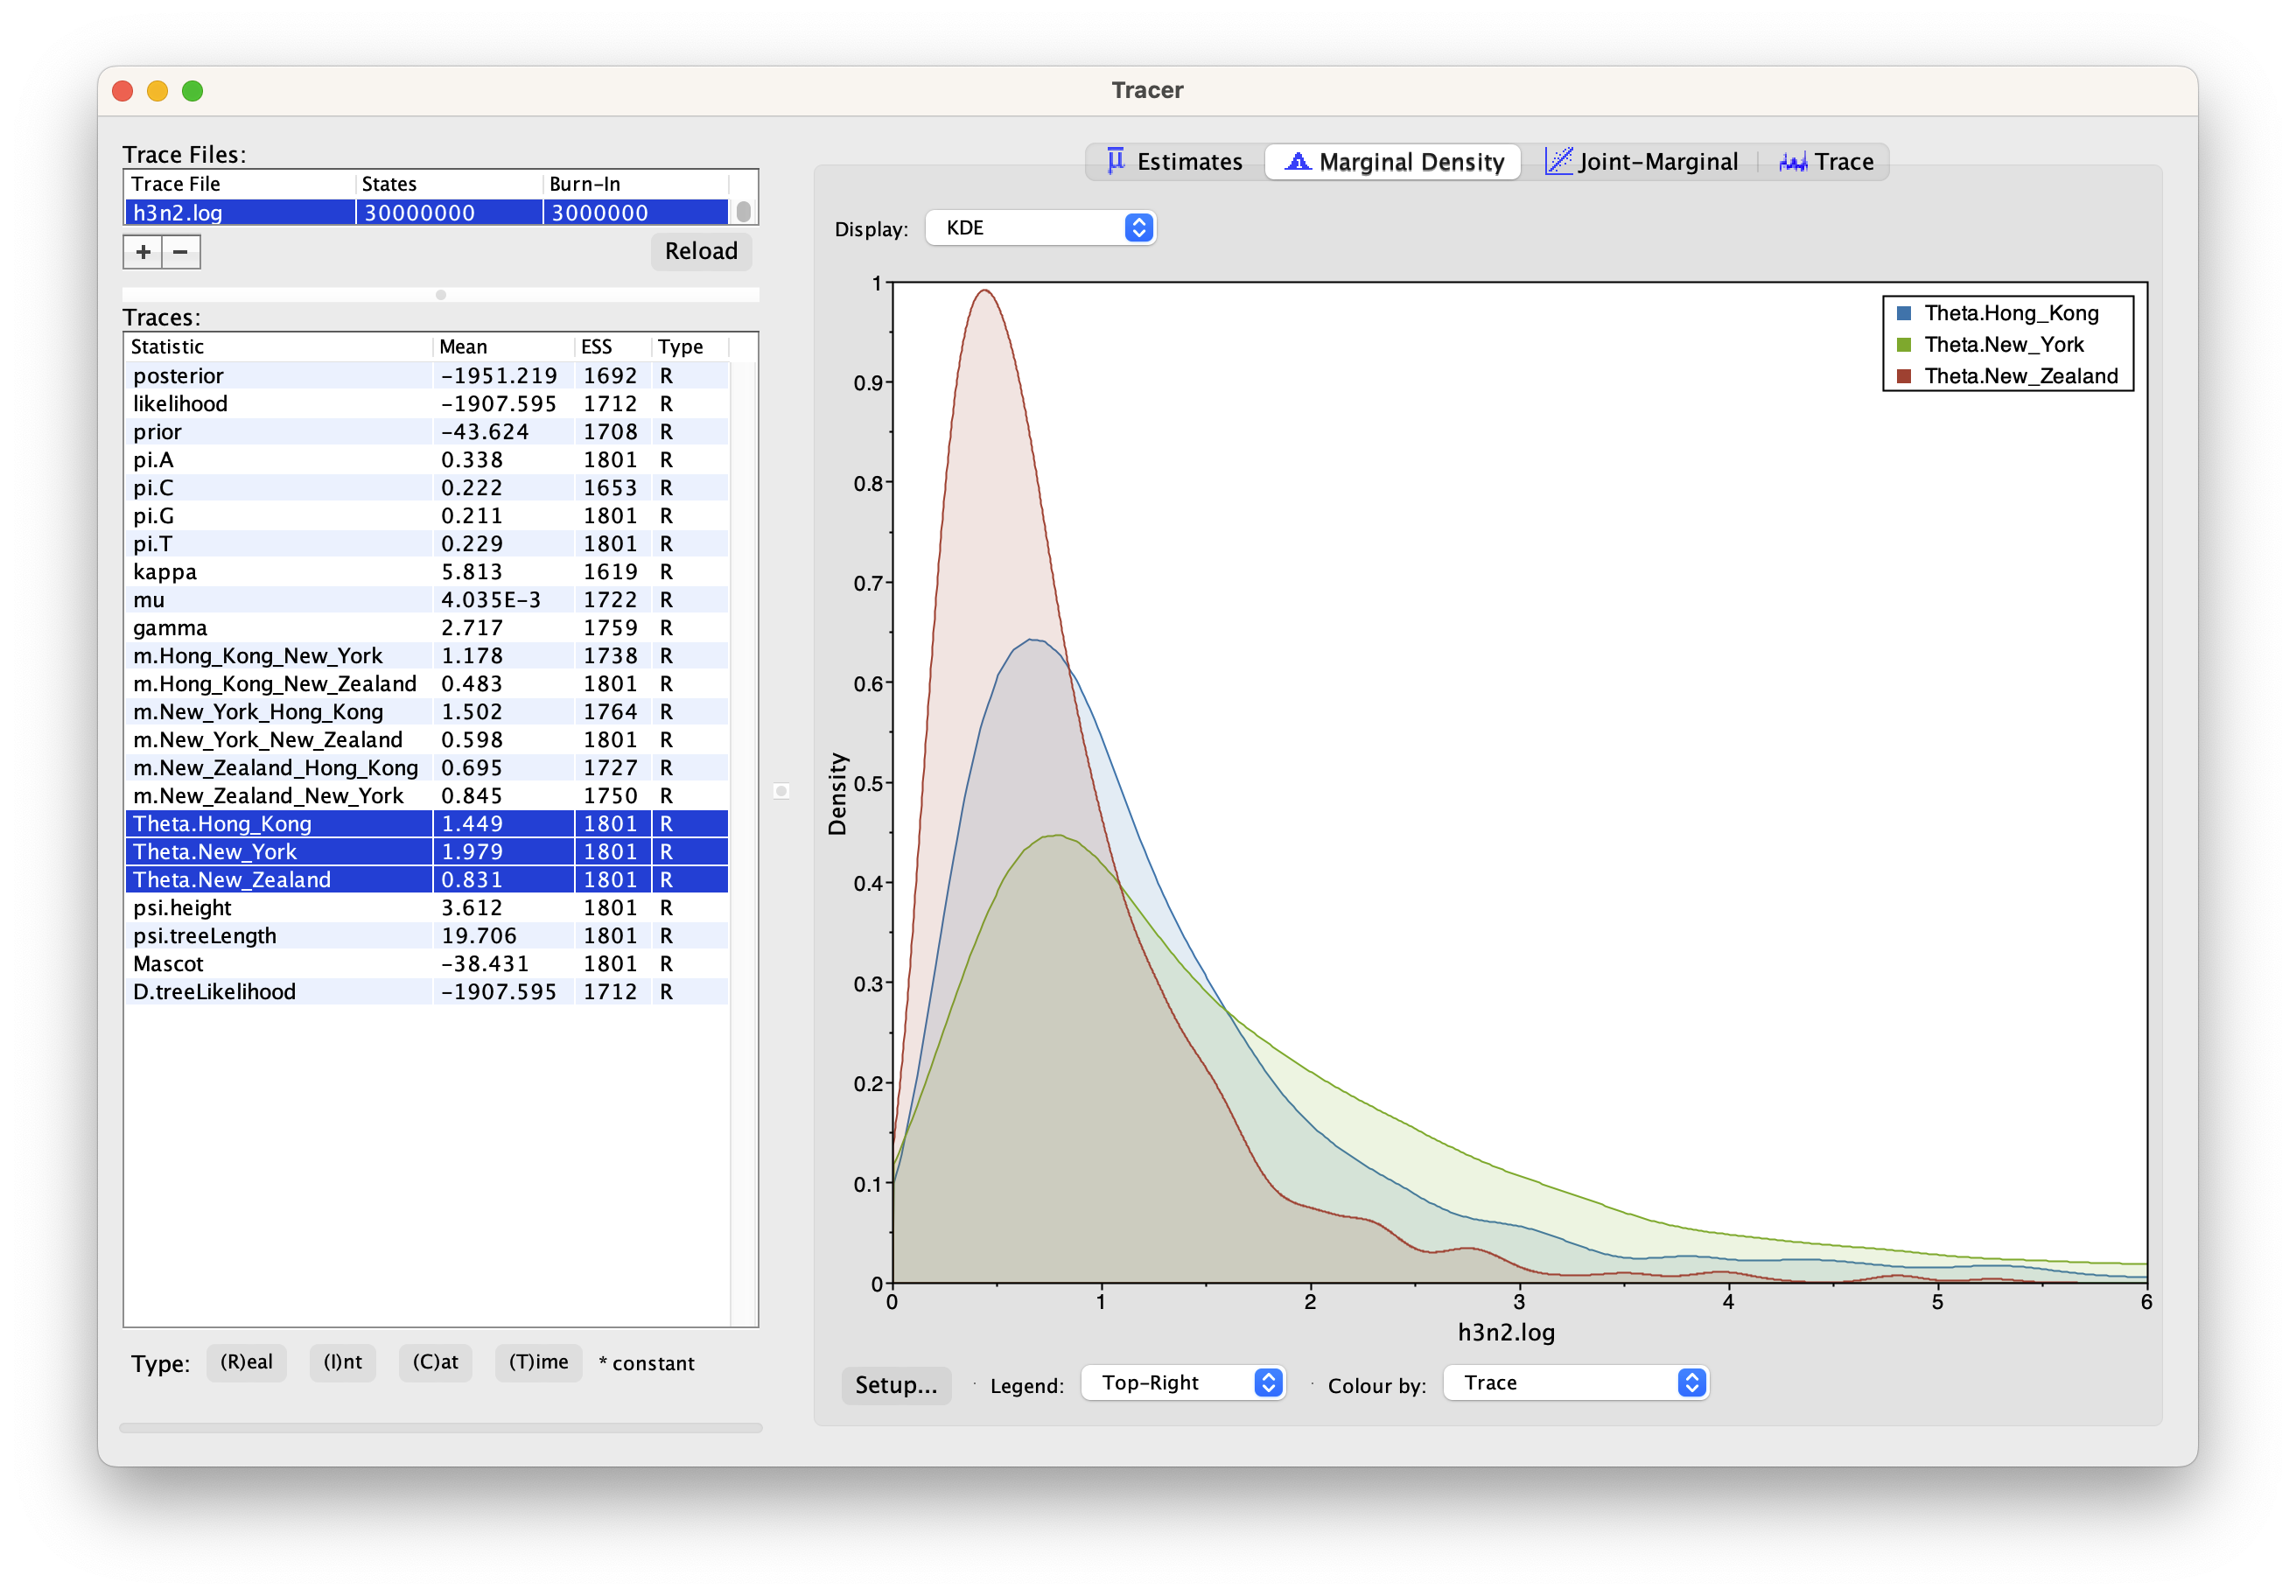 Tracer
Trace Files:
Trace File States Burn-In
h3n2.log 30000000 3000000
+ −
Reload
Traces:
Statistic Mean ESS Type
posterior −1951.219 1692 R
likelihood −1907.595 1712 R
prior −43.624 1708 R
pi.A 0.338 1801 R
pi.C 0.222 1653 R
pi.G 0.211 1801 R
pi.T 0.229 1801 R
kappa 5.813 1619 R
mu 4.035E−3 1722 R
gamma 2.717 1759 R
m.Hong_Kong_New_York 1.178 1738 R
m.Hong_Kong_New_Zealand 0.483 1801 R
m.New_York_Hong_Kong 1.502 1764 R
m.New_York_New_Zealand 0.598 1801 R
m.New_Zealand_Hong_Kong 0.695 1727 R
m.New_Zealand_New_York 0.845 1750 R
Theta.Hong_Kong 1.449 1801 R
Theta.New_York 1.979 1801 R
Theta.New_Zealand 0.831 1801 R
psi.height 3.612 1801 R
psi.treeLength 19.706 1801 R
Mascot −38.431 1801 R
D.treeLikelihood −1907.595 1712 R
Type: (R)eal (I)nt (C)at (T)ime * constant
Estimates Marginal Density Joint-Marginal Trace
Display: KDE
Theta.Hong_Kong
Theta.New_York
Theta.New_Zealand
1
0.9
0.8
0.7
0.6
0.5
0.4
0.3
0.2
0.1
0
Density
0 1 2 3 4 5 6
h3n2.log
Setup... Legend: Top-Right Colour by: Trace